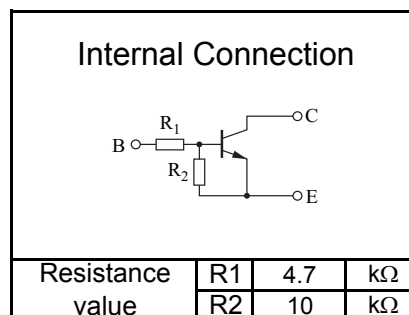 Internal Connection
C
R1
B
R2
E
Resistance value R1 4.7 kΩ
R2 10 kΩ